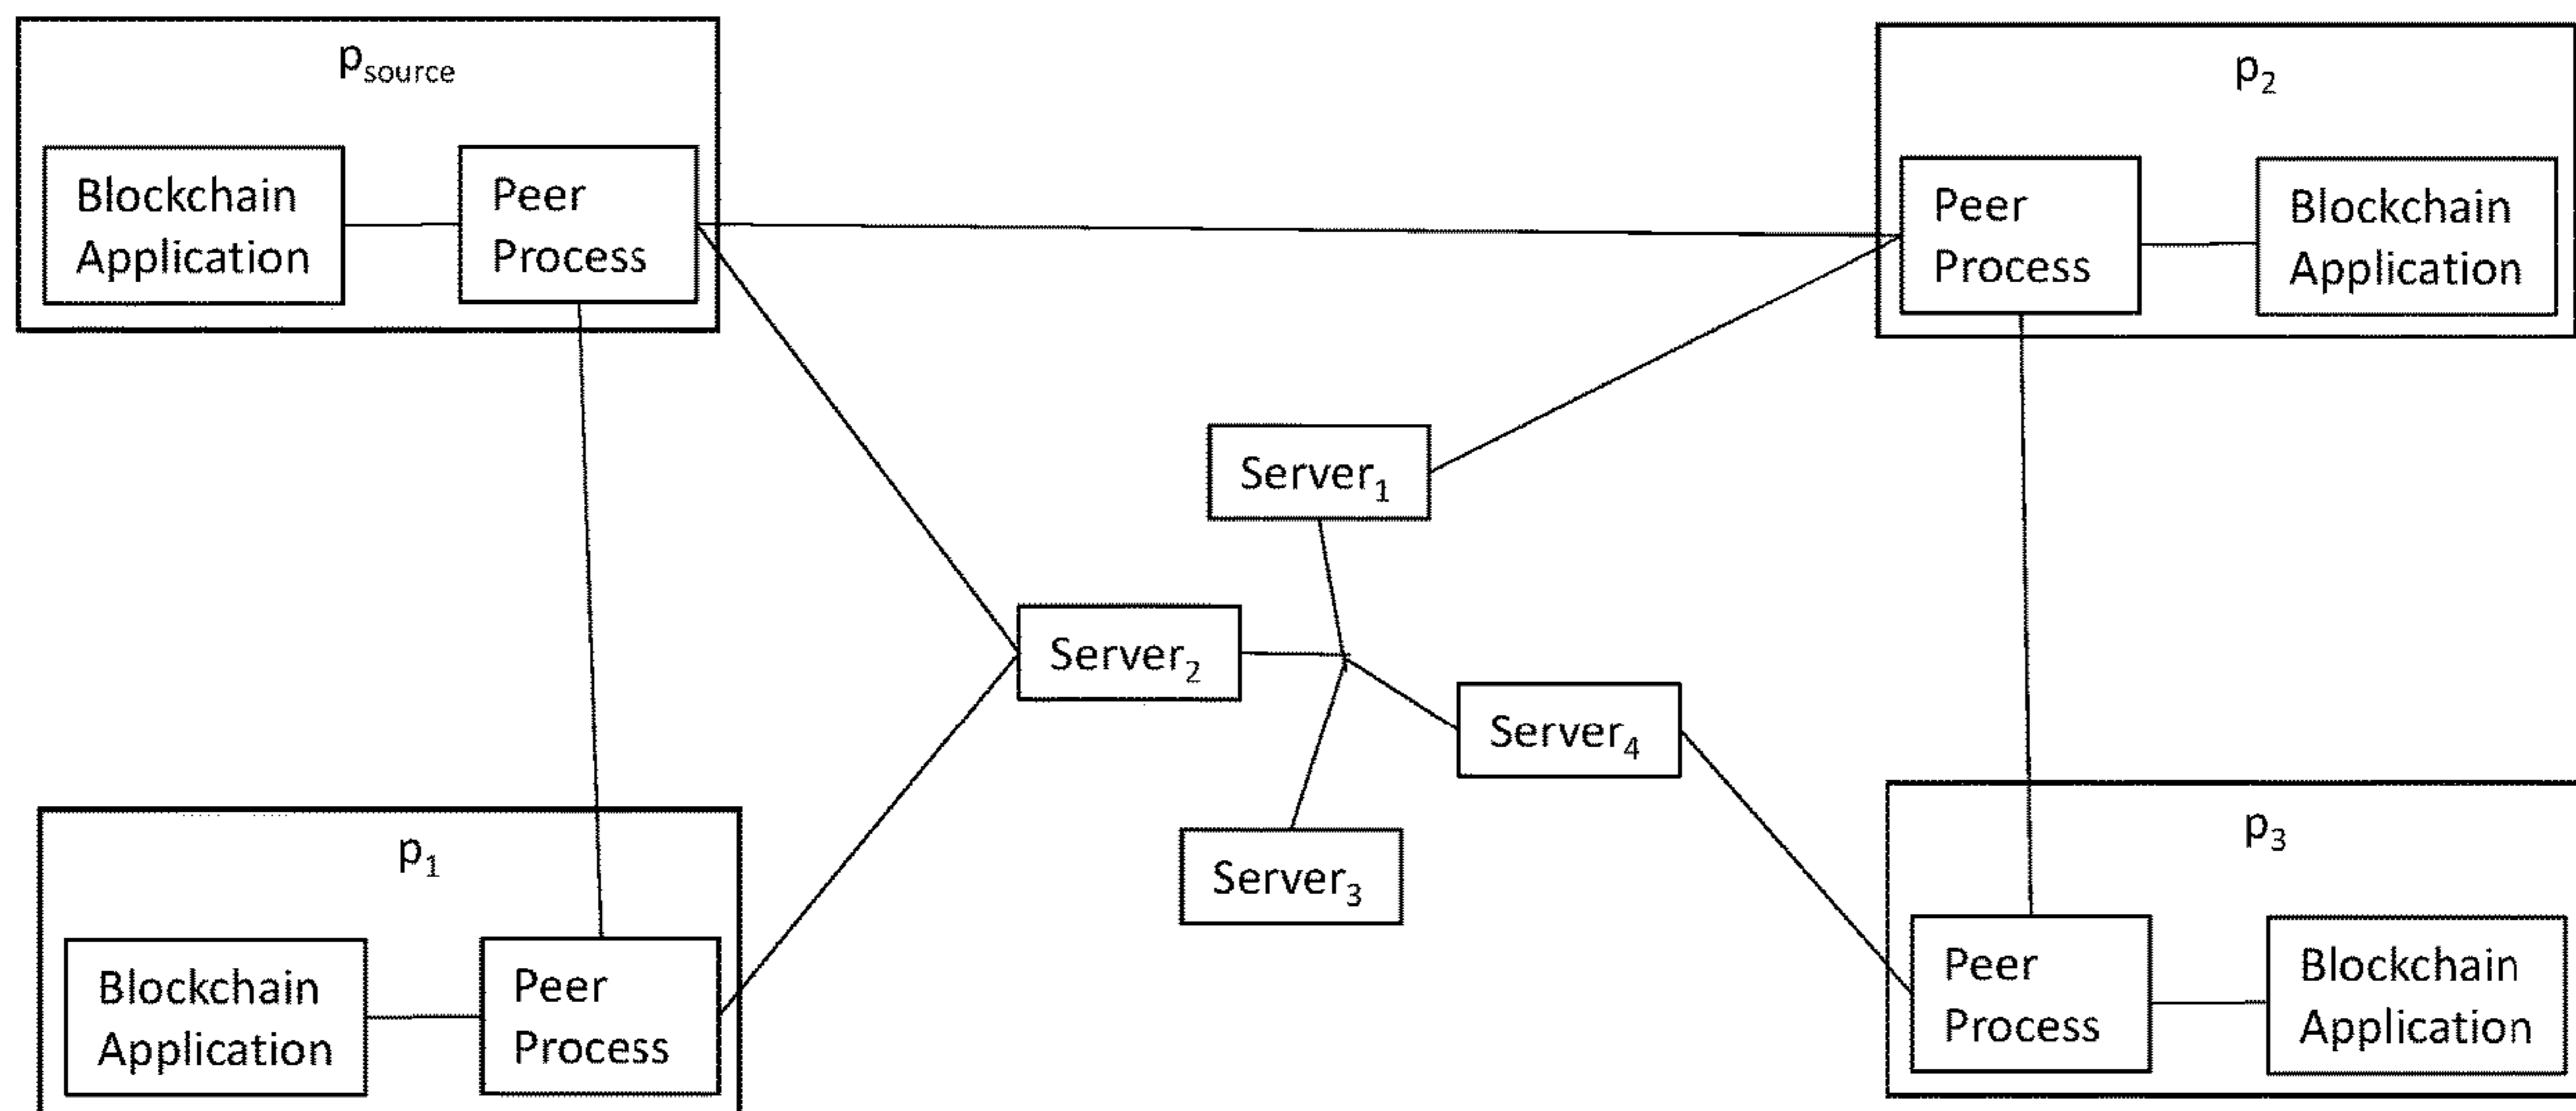 p_source
Blockchain
Application
Peer
Process
p₂
Peer
Process
Blockchain
Application
Server₁
Server₂
Server₄
Server₃
p₁
Blockchain
Application
Peer
Process
p₃
Peer
Process
Blockchain
Application